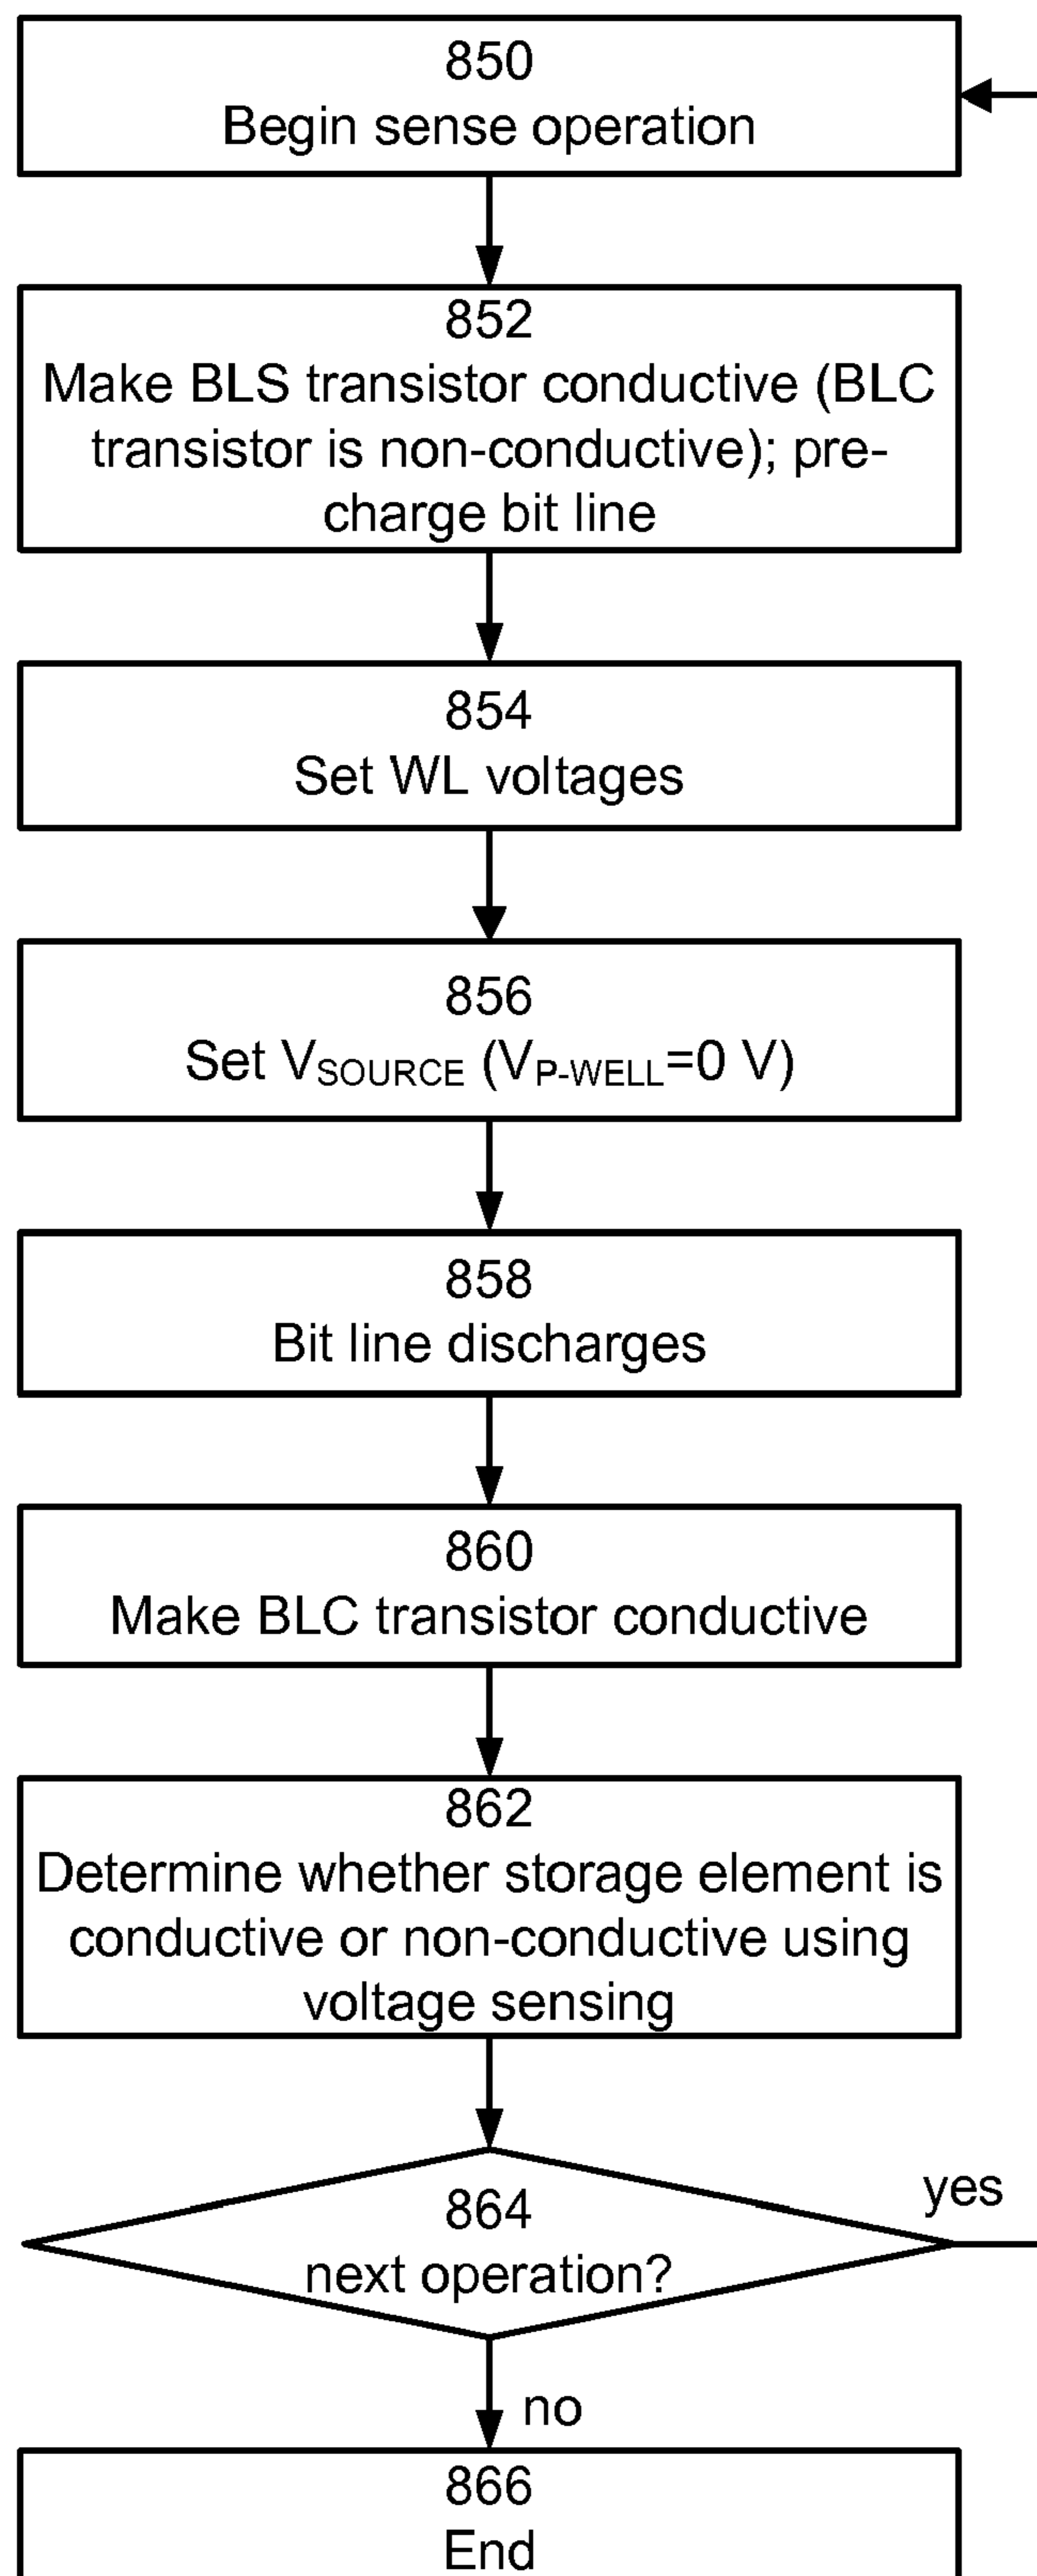 850
Begin sense operation
852
Make BLS transistor conductive (BLC
transistor is non-conductive); pre-
charge bit line
854
Set WL voltages
856
Set VSOURCE (VP-WELL=0 V)
858
Bit line discharges
860
Make BLC transistor conductive
862
Determine whether storage element is
conductive or non-conductive using
voltage sensing
864
next operation?
yes
no
866
End